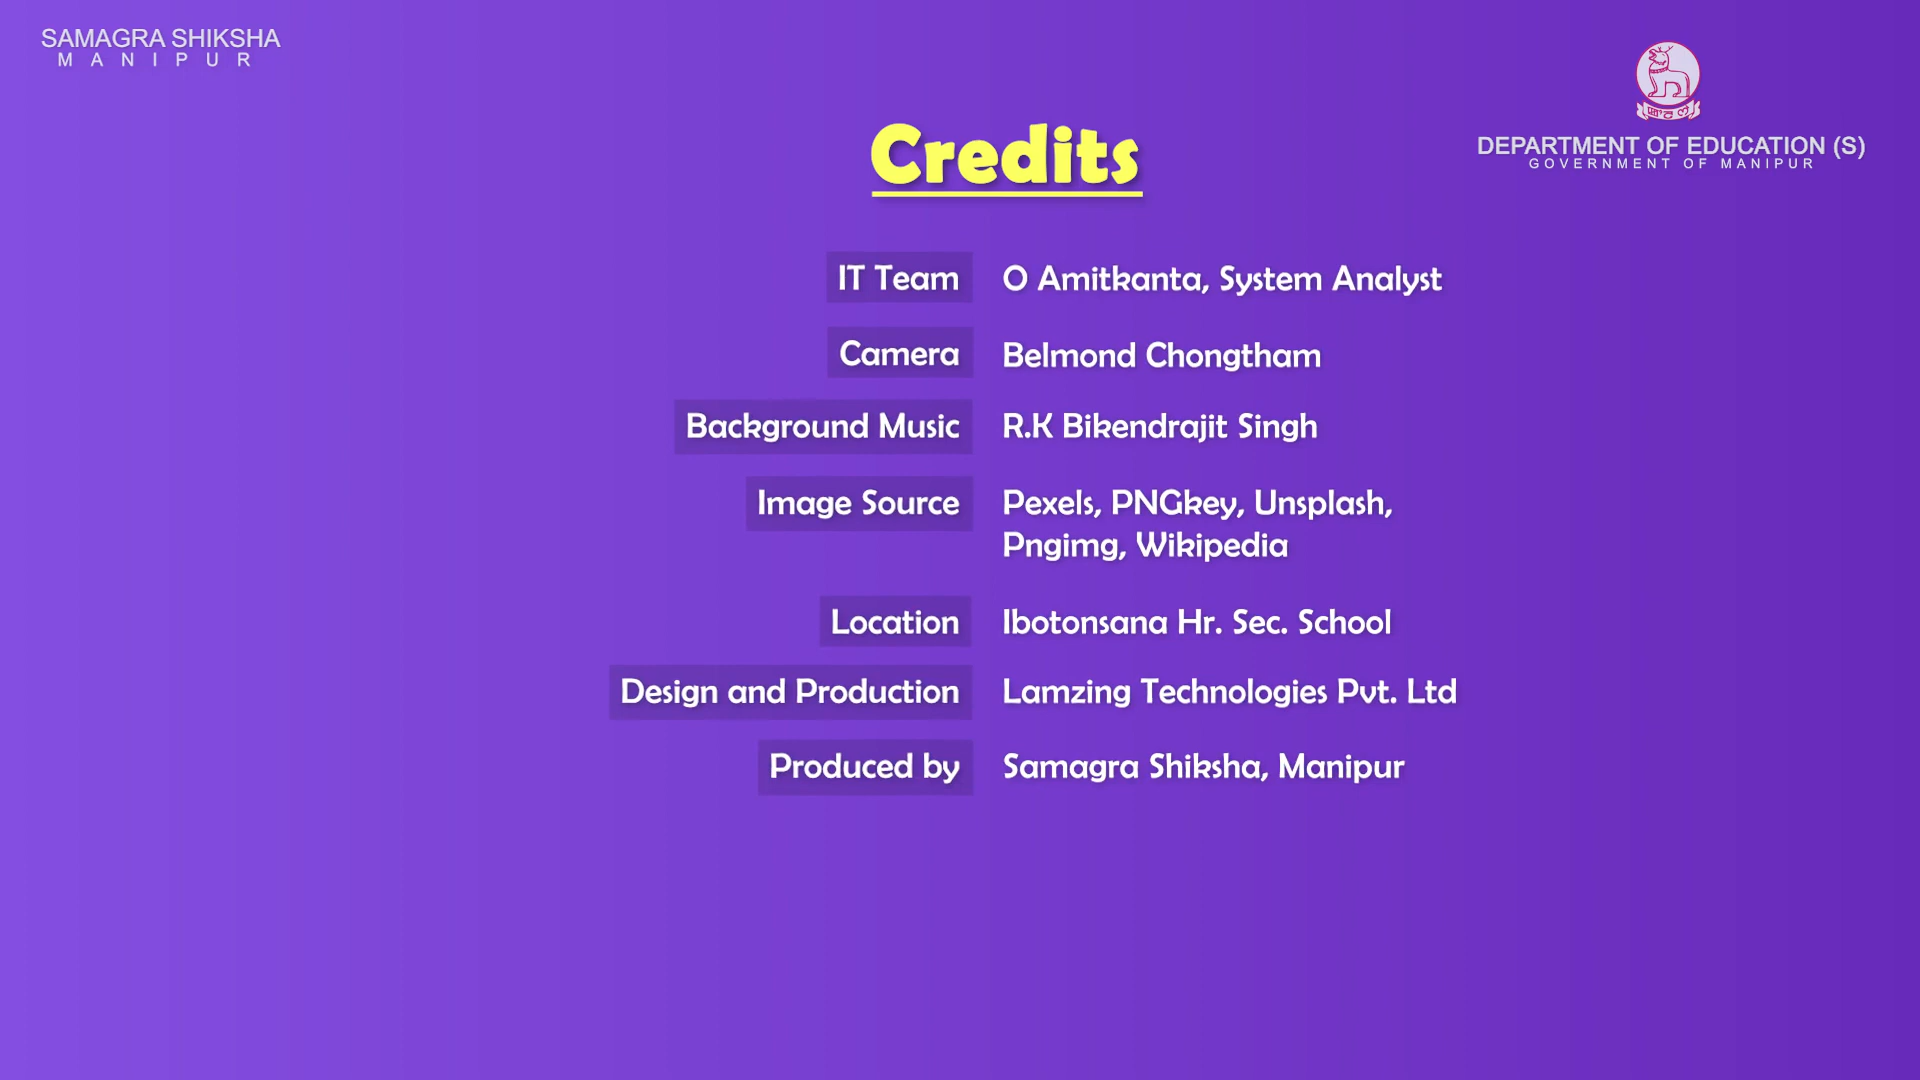 SAMAGRA SHIKSHA
MANIPUR
DEPARTMENT OF EDUCATION (S)
GOVERNMENT OF MANIPUR
Credits
IT Team O Amitkanta, System Analyst
Camera Belmond Chongtham
Background Music R.K Bikendrajit Singh
Image Source Pexels, PNGkey, Unsplash,
Pngimg, Wikipedia
Location Ibotonsana Hr. Sec. School
Design and Production Lamzing Technologies Pvt. Ltd
Produced by Samagra Shiksha, Manipur